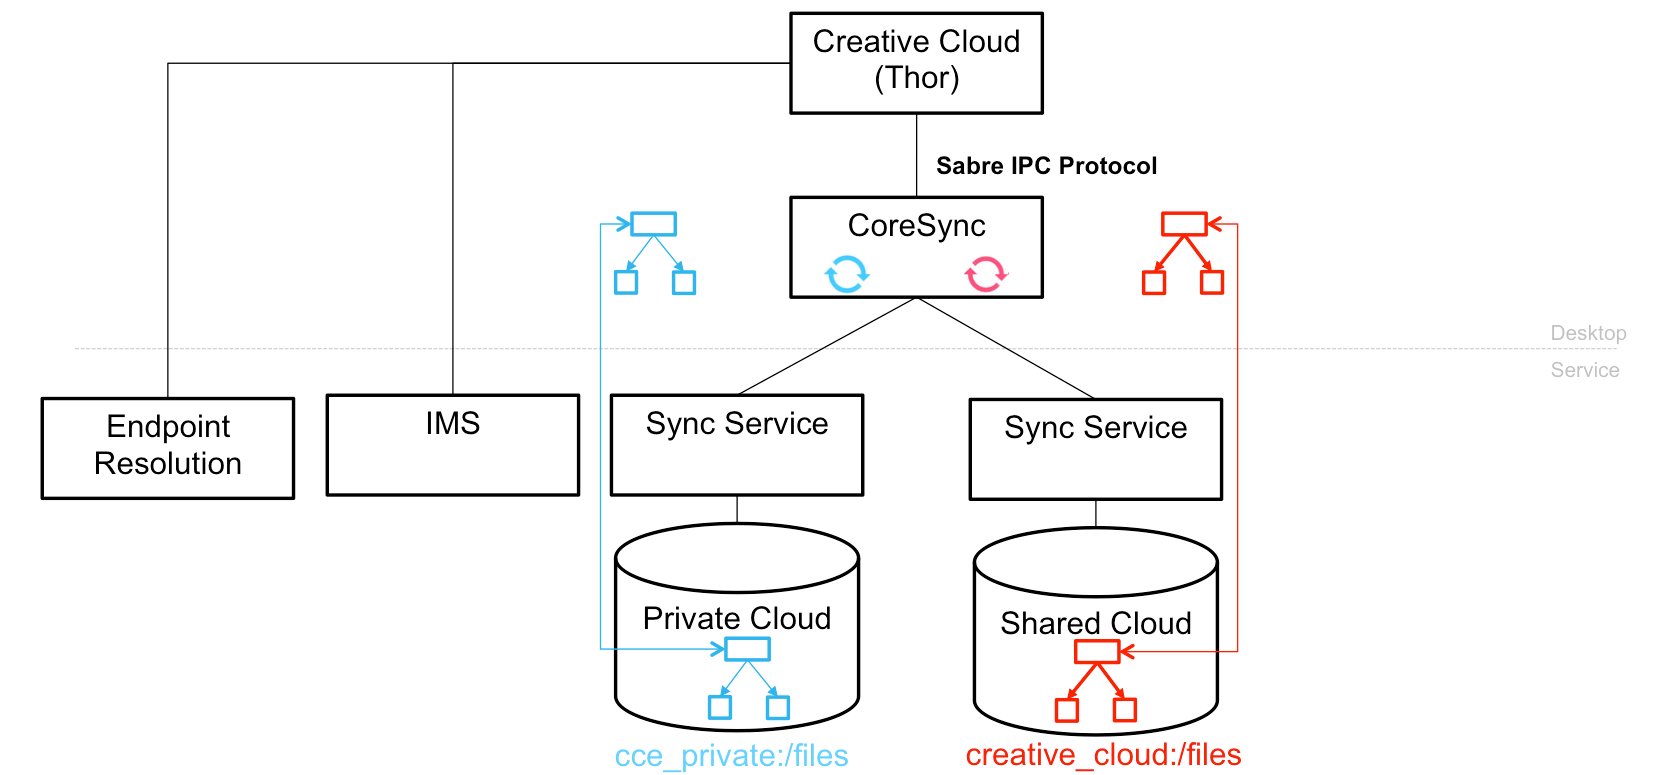 Creative Cloud
(Thor)
Sabre IPC Protocol
CoreSync
Desktop
Service
Endpoint
Resolution
IMS
Sync Service
Sync Service
Private Cloud
Shared Cloud
cce_private:/files
creative_cloud:/files